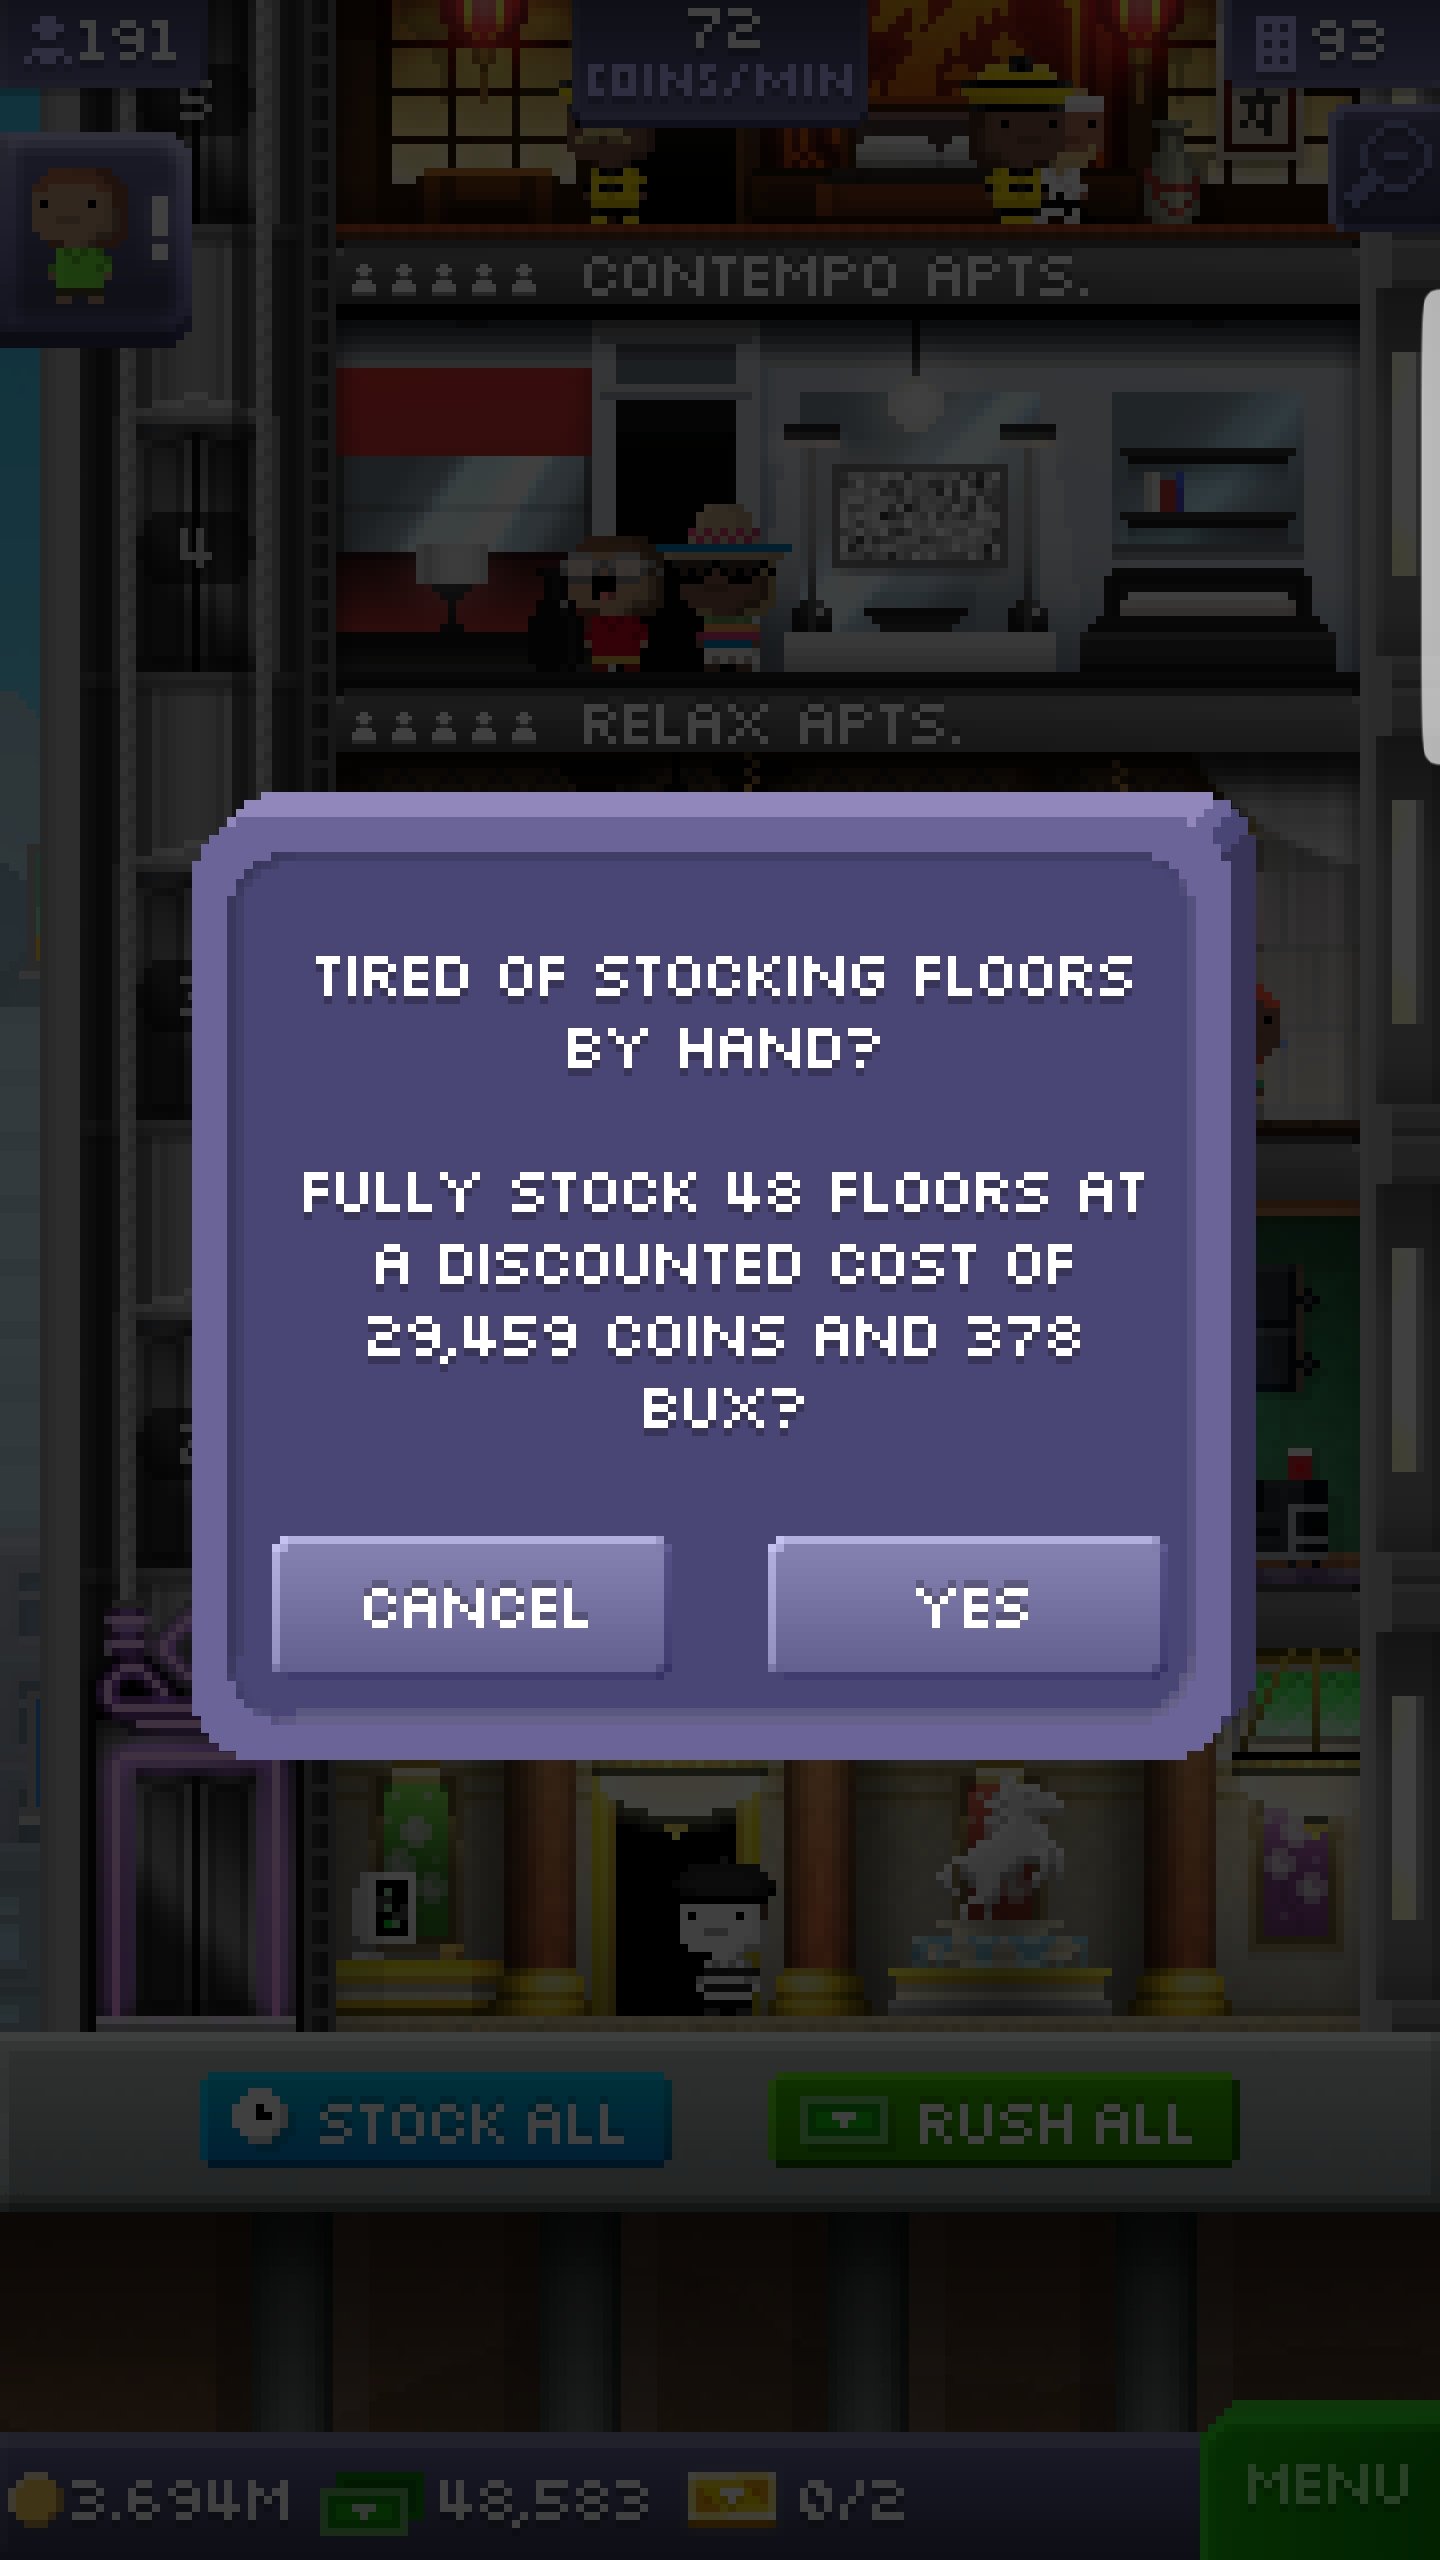 191
72
COINS/MIN
93
5
!
CONTEMPO APTS.
4
RELAX APTS.
TIRED OF STOCKING FLOORS
BY HAND?
FULLY STOCK 48 FLOORS AT
A DISCOUNTED COST OF
29,459 COINS AND 378
BUX?
CANCEL
YES
STOCK ALL
RUSH ALL
3.694M
48,583
0/2
MENU